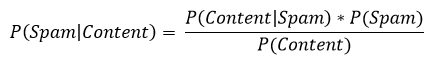 P(Spam|Content) = P(Content|Spam) * P(Spam)
P(Content)